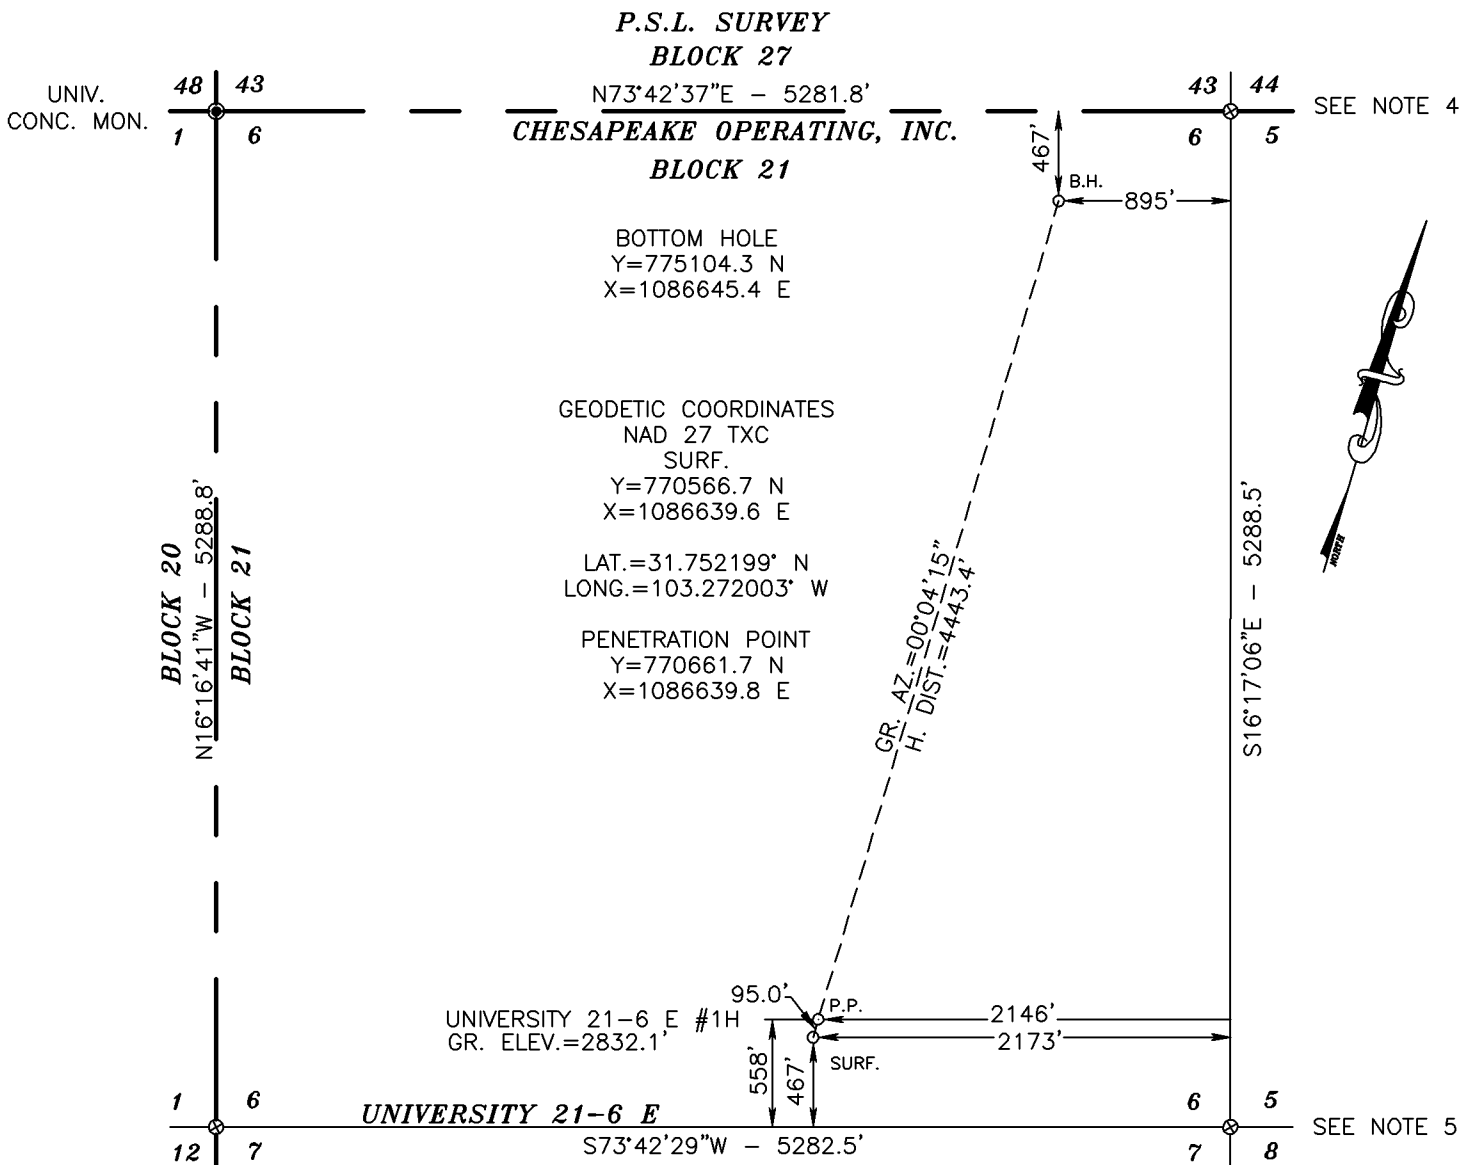 P.S.L. SURVEY
BLOCK 27
48 43
43 44
UNIV.
CONC. MON.
N73°42'37"E - 5281.8'
SEE NOTE 4
1 6
CHESAPEAKE OPERATING, INC.
6 5
BLOCK 21
467'
B.H.
895'
BOTTOM HOLE
Y=775104.3 N
X=1086645.4 E
GEODETIC COORDINATES
NAD 27 TXC
SURF.
Y=770566.7 N
X=1086639.6 E
LAT.=31.752199° N
LONG.=103.272003° W
PENETRATION POINT
Y=770661.7 N
X=1086639.8 E
BLOCK 20
N16°16'41"W - 5288.8'
BLOCK 21
GR. AZ.=00°04'15"
H. DIST.=4443.4'
S16°17'06"E - 5288.5'
NORTH
95.0'
P.P.
2146'
UNIVERSITY 21-6 E #1H
GR. ELEV.=2832.1'
2173'
SURF.
558'
467'
1 6
UNIVERSITY 21-6 E
6 5
SEE NOTE 5
12 7
S73°42'29"W - 5282.5'
7 8